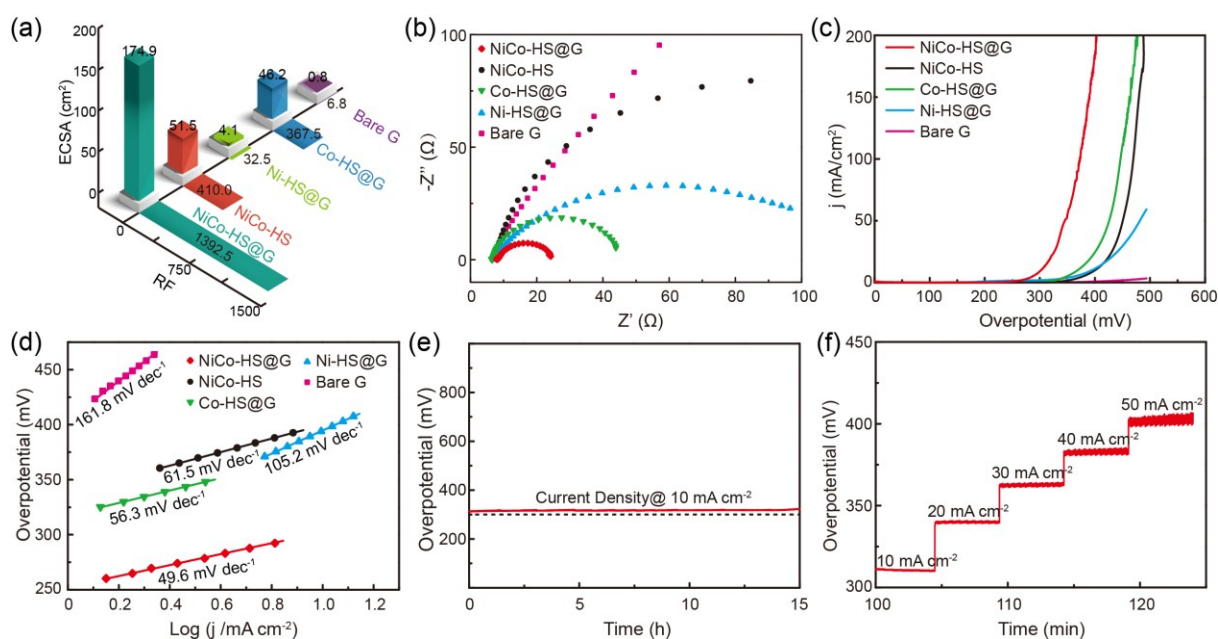 (a)
ECSA (cm²)
200
150
100
50
0
174.9
51.5
4.1
46.2
0.8
6.8
Bare G
367.5
Co-HS@G
32.5
Ni-HS@G
410.0
NiCo-HS
NiCo-HS@G
1392.5
0
750
1500
RF
(b)
-Z'' (Ω)
100
50
0
NiCo-HS@G
NiCo-HS
Co-HS@G
Ni-HS@G
Bare G
0 20 40 60 80 100
Z' (Ω)
(c)
j (mA/cm²)
200
150
100
50
0
NiCo-HS@G
NiCo-HS
Co-HS@G
Ni-HS@G
Bare G
0 100 200 300 400 500 600
Overpotential (mV)
(d)
Overpotential (mV)
450
400
350
300
250
NiCo-HS@G
NiCo-HS
Co-HS@G
Ni-HS@G
Bare G
161.8 mV dec⁻¹
61.5 mV dec⁻¹
105.2 mV dec⁻¹
56.3 mV dec⁻¹
49.6 mV dec⁻¹
0 0.2 0.4 0.6 0.8 1.0 1.2
Log (j /mA cm⁻²)
(e)
Overpotential (mV)
800
600
400
200
Current Density@ 10 mA cm⁻²
0 5 10 15
Time (h)
(f)
Overpotential (mV)
450
400
350
300
50 mA cm⁻²
40 mA cm⁻²
30 mA cm⁻²
20 mA cm⁻²
10 mA cm⁻²
100 110 120
Time (min)